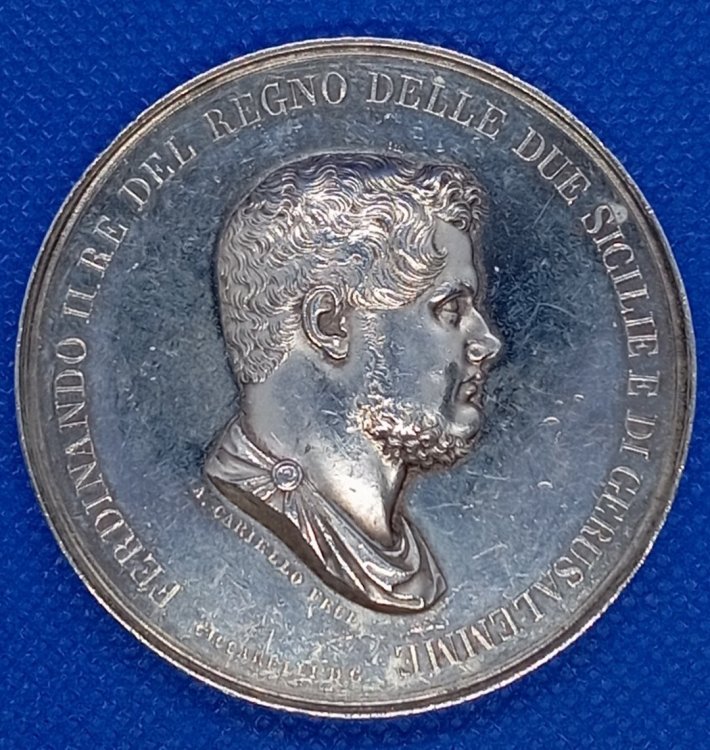 FERDINANDO II. RE DEL REGNO DELLE DUE SICILIE E DI GERUSALEMME
A. CARIELLO FECE